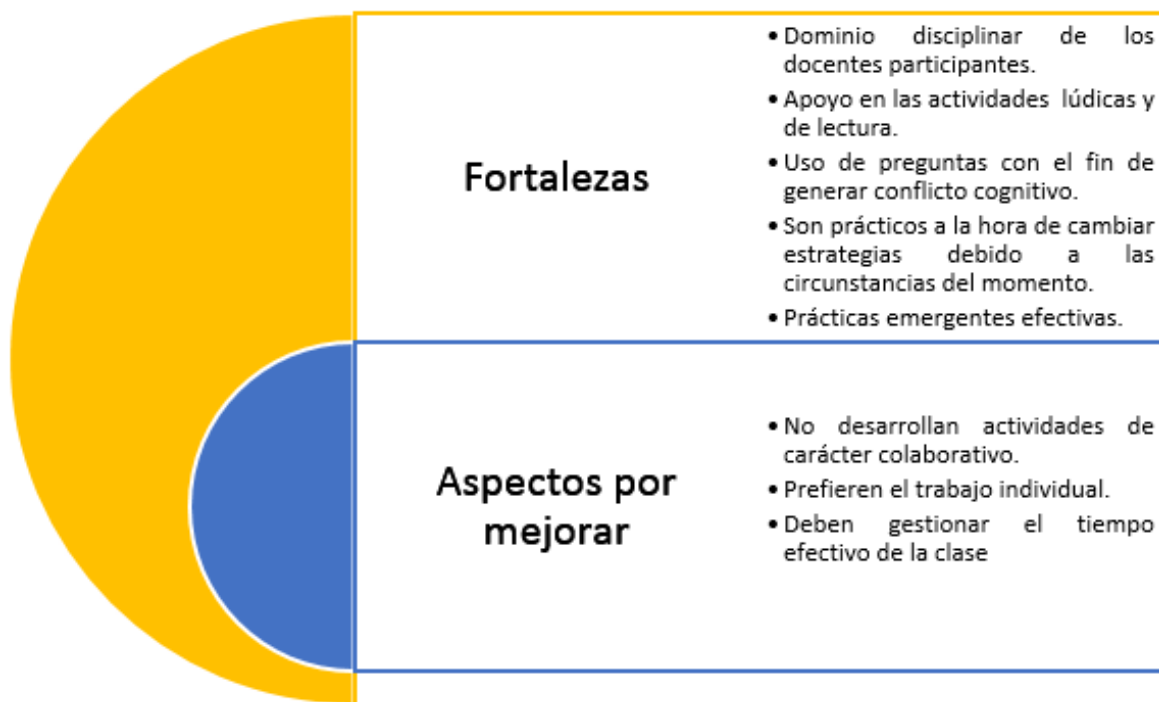 Fortalezas
• Dominio disciplinar de los
docentes participantes.
• Apoyo en las actividades lúdicas y
de lectura.
• Uso de preguntas con el fin de
generar conflicto cognitivo.
• Son prácticos a la hora de cambiar
estrategias debido a las
circunstancias del momento.
• Prácticas emergentes efectivas.
Aspectos por
mejorar
• No desarrollan actividades de
carácter colaborativo.
• Prefieren el trabajo individual.
• Deben gestionar el tiempo
efectivo de la clase